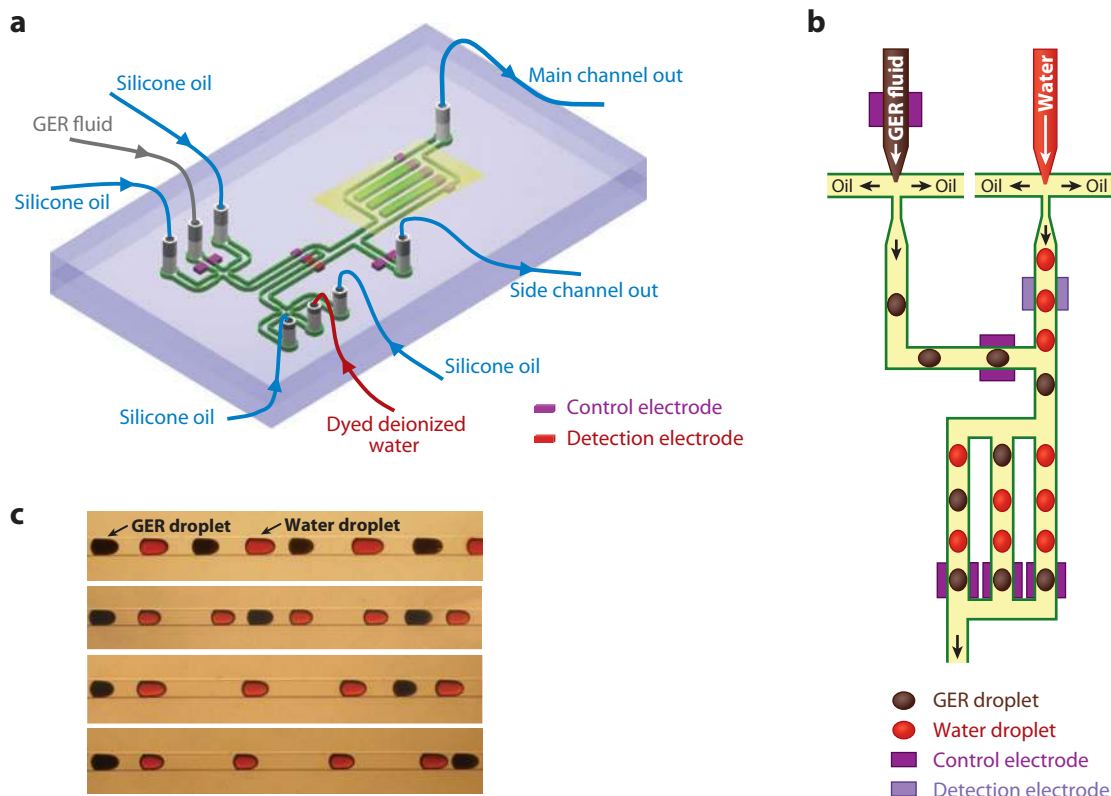 a
Silicone oil
Main channel out
GER fluid
Silicone oil
Side channel out
Silicone oil
Silicone oil
Dyed deionized
water
Control electrode
Detection electrode
b
GER fluid
Water
Oil
Oil
Oil
Oil
GER droplet
Water droplet
Control electrode
Detection electrode
c
GER droplet
Water droplet